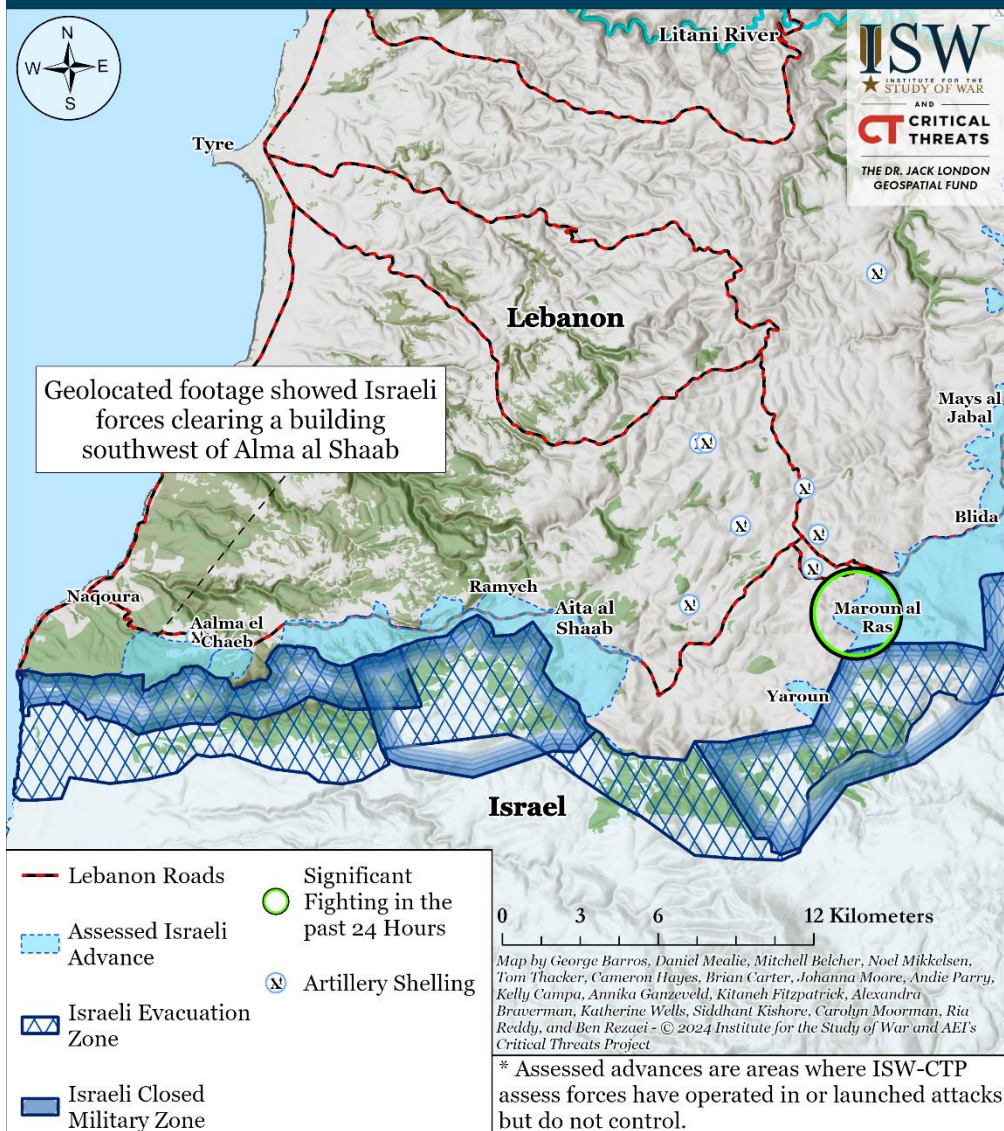 N
W E
S
Litani River
ISW
INSTITUTE FOR THE
STUDY OF WAR
AND
CT CRITICAL
THREATS
THE DR. JACK LONDON
GEOSPATIAL FUND
Tyre
Lebanon
Geolocated footage showed Israeli
forces clearing a building
southwest of Alma al Shaab
Mays al
Jabal
Blida
Naqoura
Ramyeh
Aalma el
Chaeb
Aita al
Shaab
Maroun al
Ras
Yaroun
Israel
Lebanon Roads
Assessed Israeli
Advance
Israeli Evacuation
Zone
Israeli Closed
Military Zone
Significant
Fighting in the
past 24 Hours
Artillery Shelling
0 3 6 12 Kilometers
Map by George Barros, Daniel Mealie, Mitchell Belcher, Noel Mikkelsen,
Tom Thacker, Cameron Hayes, Brian Carter, Johanna Moore, Andie Parry,
Kelly Campa, Annika Ganzeveld, Kitaneh Fitzpatrick, Alexandra
Braverman, Katherine Wells, Siddhant Kishore, Carolyn Moorman, Ria
Reddy, and Ben Rezaei - © 2024 Institute for the Study of War and AEI's
Critical Threats Project
* Assessed advances are areas where ISW-CTP
assess forces have operated in or launched attacks
but do not control.